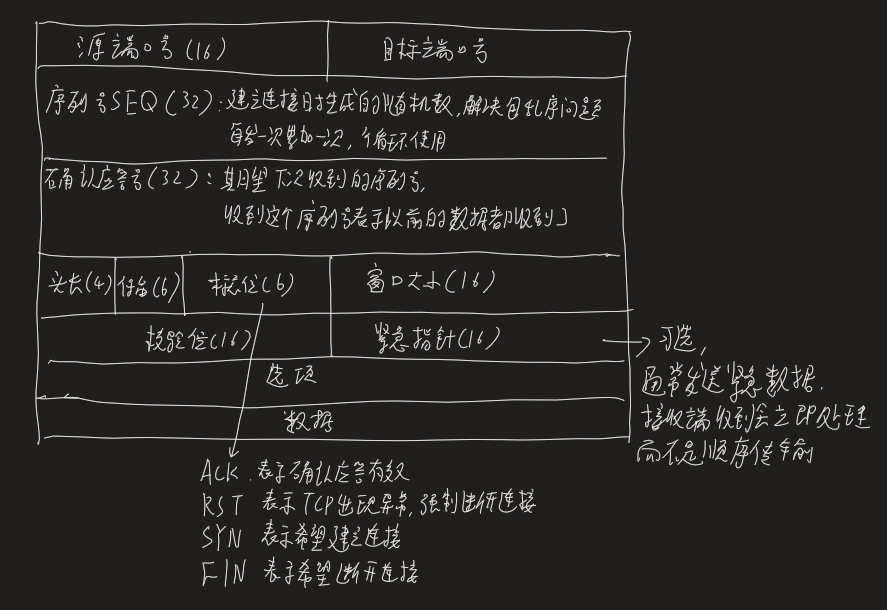 源端口号(16) 目标端口号
序列号SEQ(32):建立连接时生成的随机数,解决包乱序问题
每发一次累加一次,个循环使用
确认应答号(32):期望下次收到的序列号,
收到这个序列号表示以前的数据都收到了
头长(4) 保留(6) 标志位(6) 窗口大小(16)
校验位(16) 紧急指针(16) 可选,
选项
通常发送紧急数据.
接收端收到会立即处理
数据
而不是顺序传输
ACK 表示确认应答有效
RST 表示TCP出现异常,强制断开连接
SYN 表示希望建立连接
FIN 表示希望断开连接